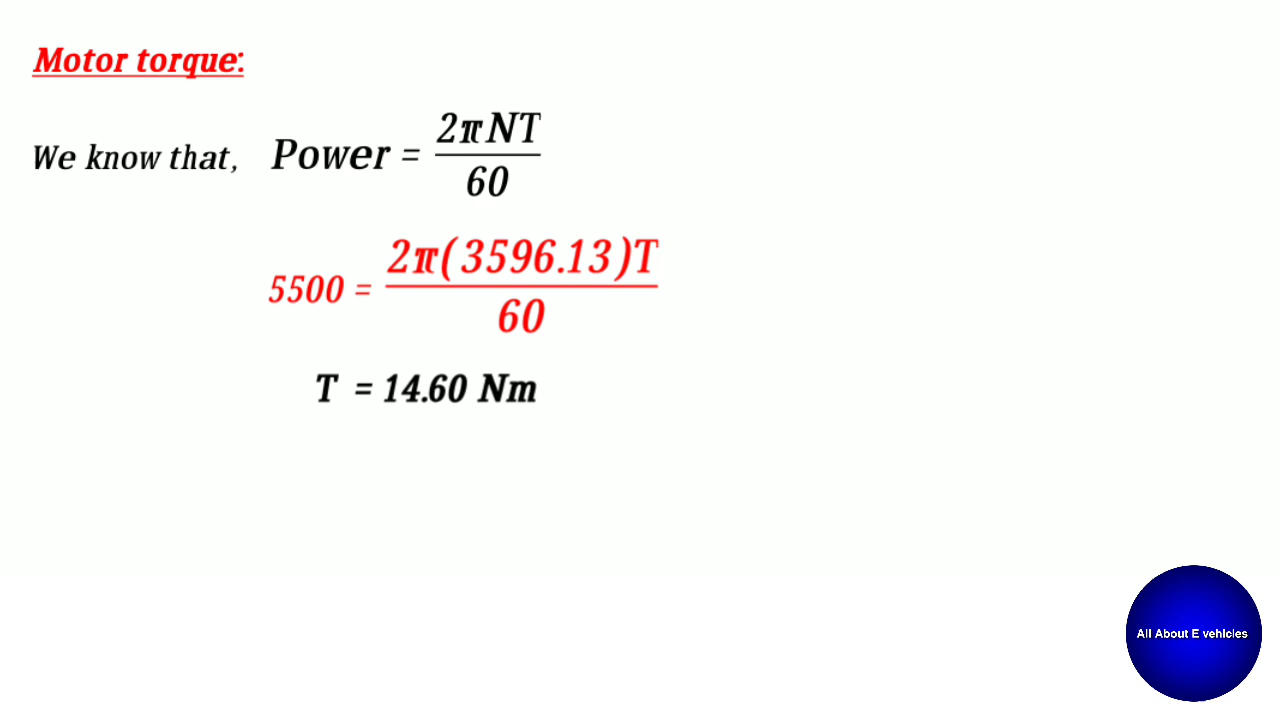 Motor torque:
We know that, Power = 2πNT / 60
5500 = 2π(3596.13)T / 60
T = 14.60 Nm
All About E vehicles